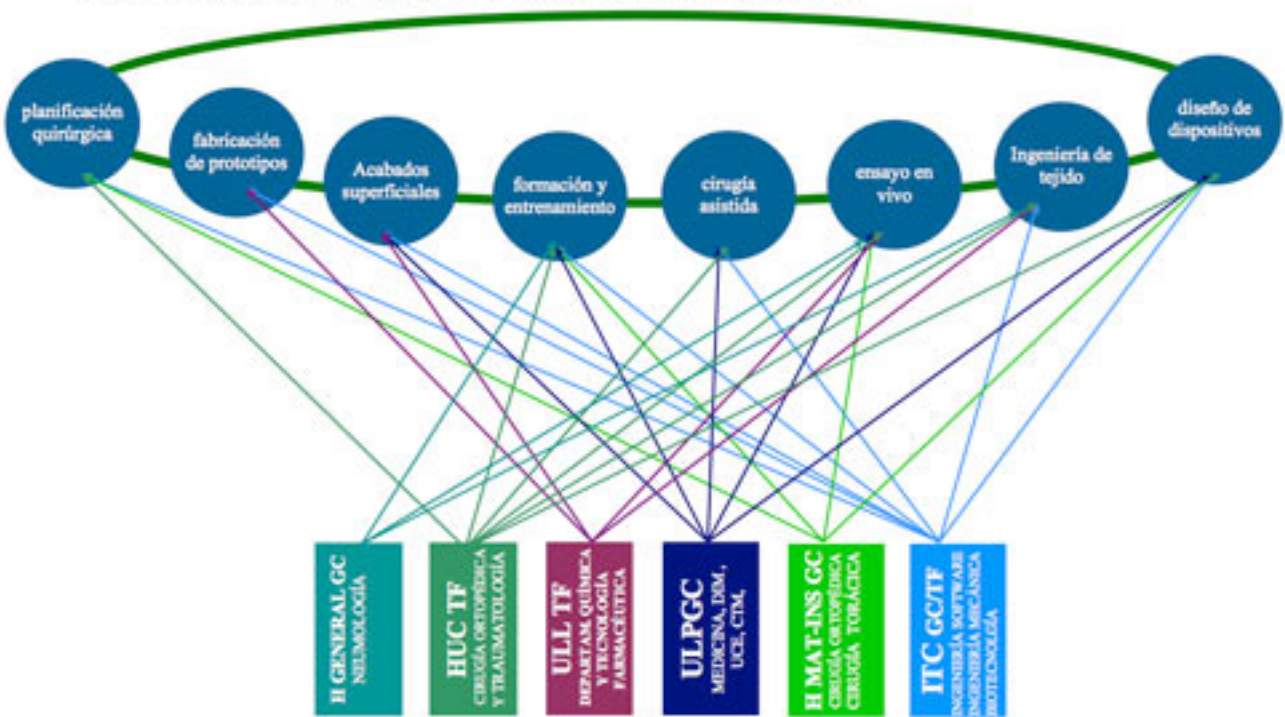 planificación
quirúrgica
fabricación
de prototipos
Acabados
superficiales
formación y
entrenamiento
cirugía
asistida
ensayo en
vivo
Ingeniería de
tejido
diseño de
dispositivos
H GENERAL GC
NEUMOLOGÍA
HUC TF
CIRUGÍA ORTOPÉDICA
Y TRAUMATOLOGÍA
ULL TF
DEPARTAM. QUÍMICA
Y TECNOLOGÍA
FARMACÉUTICA
ULPGC
MEDICINA, DIM,
UCE, CTM,
H MAT-INS GC
CIRUGÍA ORTOPÉDICA
CIRUGÍA TORÁCICA
ITC GC/TF
INGENIERÍA SOFTWARE
INGENIERÍA MECÁNICA
BIOTECNOLOGÍA